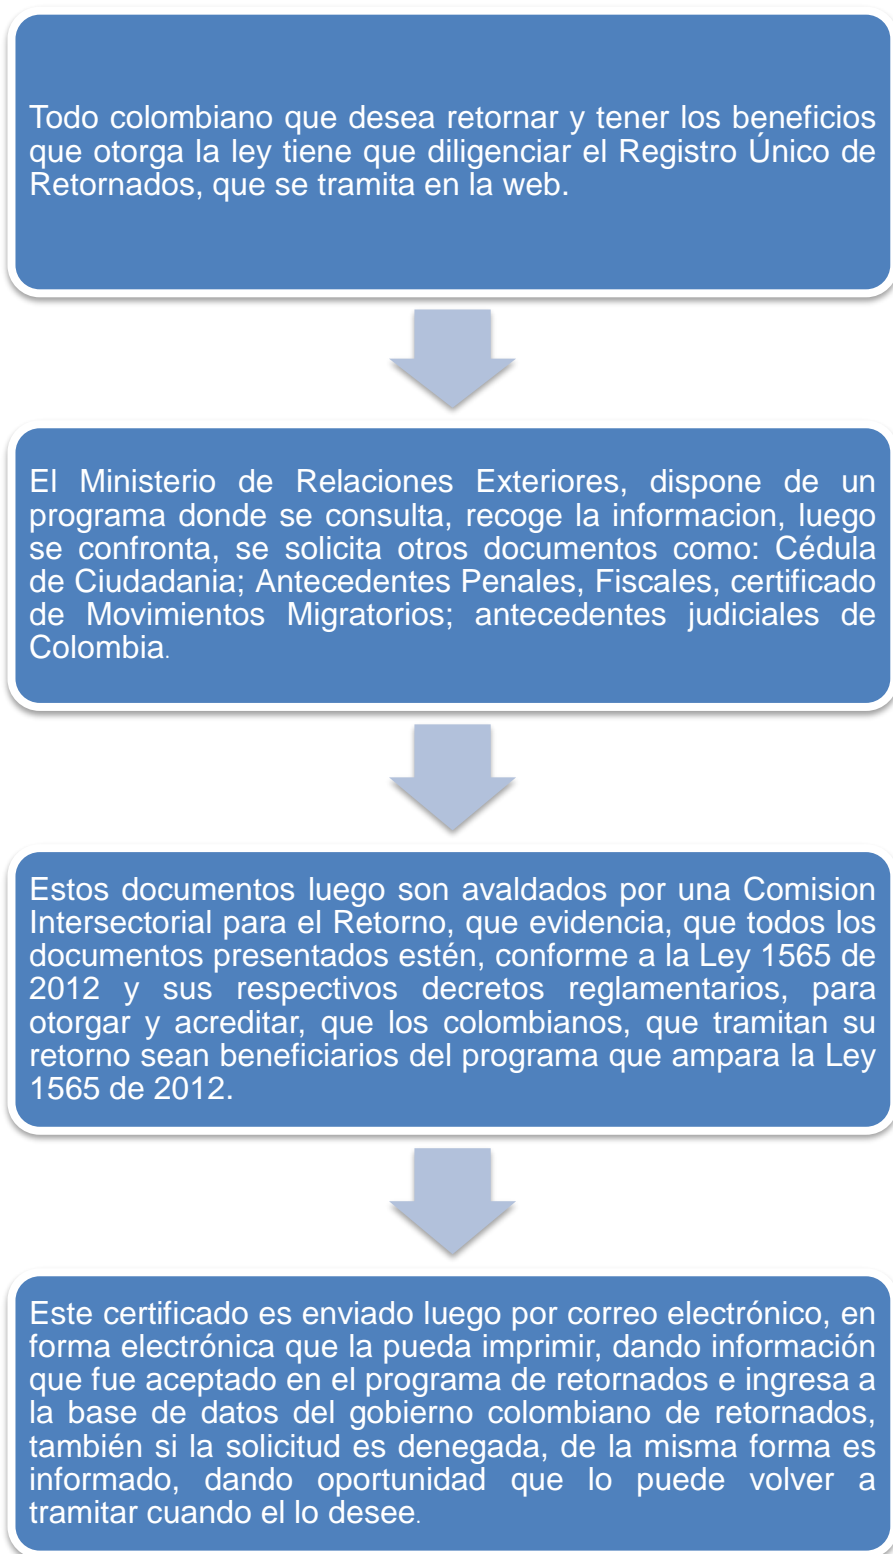 Todo colombiano que desea retornar y tener los beneficios
que otorga la ley tiene que diligenciar el Registro Único de
Retornados, que se tramita en la web.
El Ministerio de Relaciones Exteriores, dispone de un
programa donde se consulta, recoge la informacion, luego
se confronta, se solicita otros documentos como: Cédula
de Ciudadania; Antecedentes Penales, Fiscales, certificado
de Movimientos Migratorios; antecedentes judiciales de
Colombia.
Estos documentos luego son avaldados por una Comision
Intersectorial para el Retorno, que evidencia, que todos los
documentos presentados estén, conforme a la Ley 1565 de
2012 y sus respectivos decretos reglamentarios, para
otorgar y acreditar, que los colombianos, que tramitan su
retorno sean beneficiarios del programa que ampara la Ley
1565 de 2012.
Este certificado es enviado luego por correo electrónico, en
forma electrónica que la pueda imprimir, dando información
que fue aceptado en el programa de retornados e ingresa a
la base de datos del gobierno colombiano de retornados,
también si la solicitud es denegada, de la misma forma es
informado, dando oportunidad que lo puede volver a
tramitar cuando el lo desee.